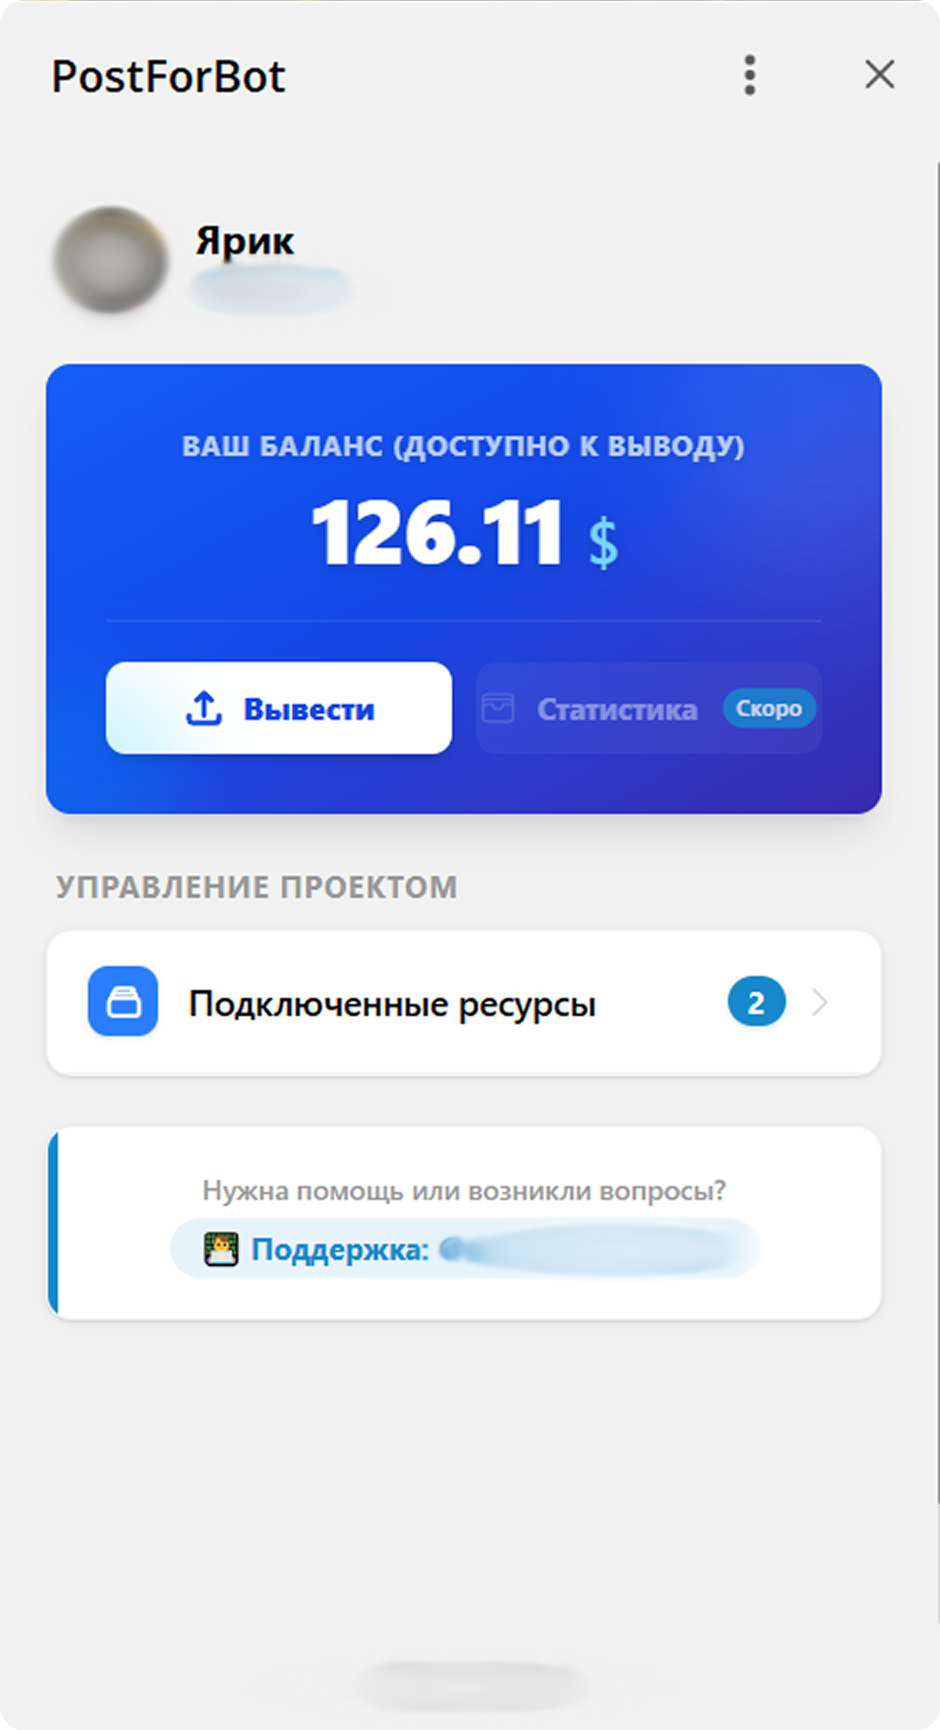 PostForBot
Ярик
ВАШ БАЛАНС (ДОСТУПНО К ВЫВОДУ)
126.11 $
Вывести
Статистика Скоро
УПРАВЛЕНИЕ ПРОЕКТОМ
Подключенные ресурсы 2
Нужна помощь или возникли вопросы?
Поддержка: @